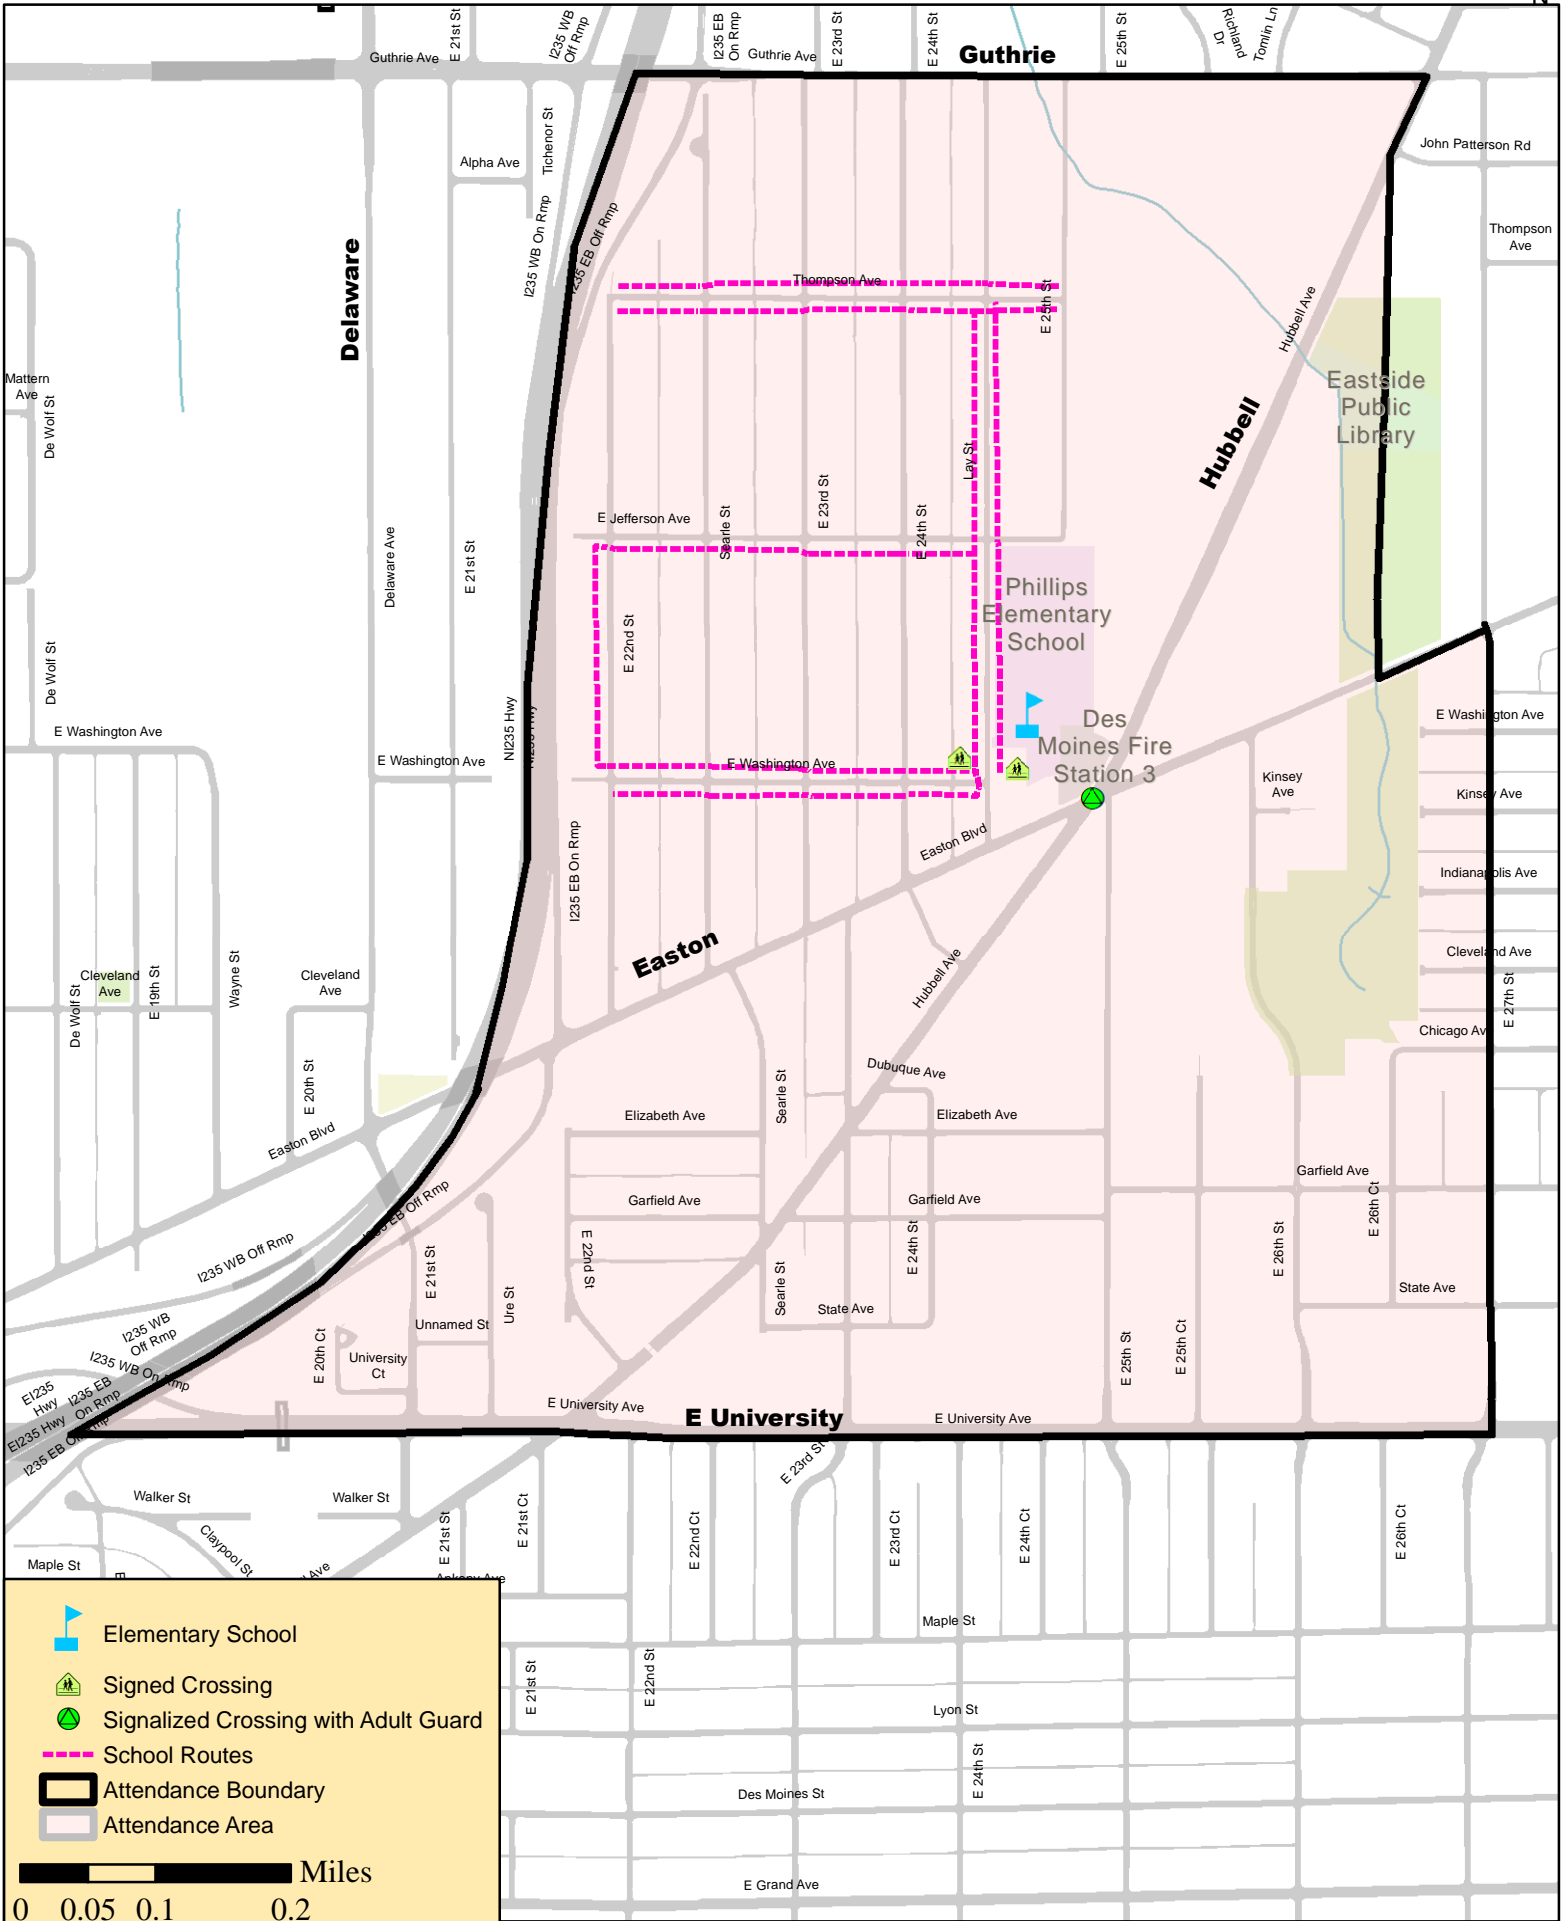 Guthrie Ave
E 21st St
I235 WB
Off Rmp
I235 EB
On Rmp
Guthrie Ave
E 23rd St
E 24th St
Guthrie
E 25th St
Richland
Dr
Tomlin Ln
N
Alpha Ave
Tichenor St
John Patterson Rd
Thompson
Ave
Delaware
I235 WB On Rmp
I235 EB Off Rmp
Thompson Ave
E 25th St
Hubbell Ave
Mattern
Ave
De Wolf St
Eastside
Public
Library
Hubbell
Lay St
E 23rd St
E 24th St
Searle St
E Jefferson Ave
Delaware Ave
E 21st St
Phillips
Elementary
School
E 22nd St
De Wolf St
NI235 Hwy
NI235 Hwy
E Washington Ave
E Washington Ave
E Washington Ave
Des
Moines Fire
Station 3
E Washington Ave
Kinsey
Ave
Kinsey Ave
Easton Blvd
I235 EB On Rmp
Indianapolis Ave
Easton
Cleveland
Ave
E 19th St
Wayne St
Cleveland
Ave
De Wolf St
Hubbell Ave
Cleveland Ave
E 27th St
Chicago Av
E 20th St
Easton Blvd
Dubuque Ave
Searle St
Elizabeth Ave
Elizabeth Ave
Garfield Ave
Garfield Ave
Garfield Ave
I235 EB Off Rmp
I235 WB Off Rmp
E 21st St
E 22nd St
E 24th St
E 26th St
E 26th Ct
Ure St
Searle St
State Ave
State Ave
Unnamed St
University
Ct
E 20th Ct
E 25th St
E 25th Ct
I235 WB
Off Rmp
I235 WB On Rmp
EI235
Hwy
I235 EB
On Rmp
EI235 Hwy
I235 EB Off Rmp
E University Ave
E University
E University Ave
E 23rd St
Walker St
Walker St
Claypool St
Maple St
E 21st St
E 21st Ct
E 22nd Ct
E 23rd Ct
E 24th Ct
E 26th Ct
Ankeny Ave
Maple St
E 21st St
E 22nd St
Lyon St
E 24th St
Des Moines St
E Grand Ave
Elementary School
Signed Crossing
Signalized Crossing with Adult Guard
School Routes
Attendance Boundary
Attendance Area
Miles
0 0.05 0.1 0.2